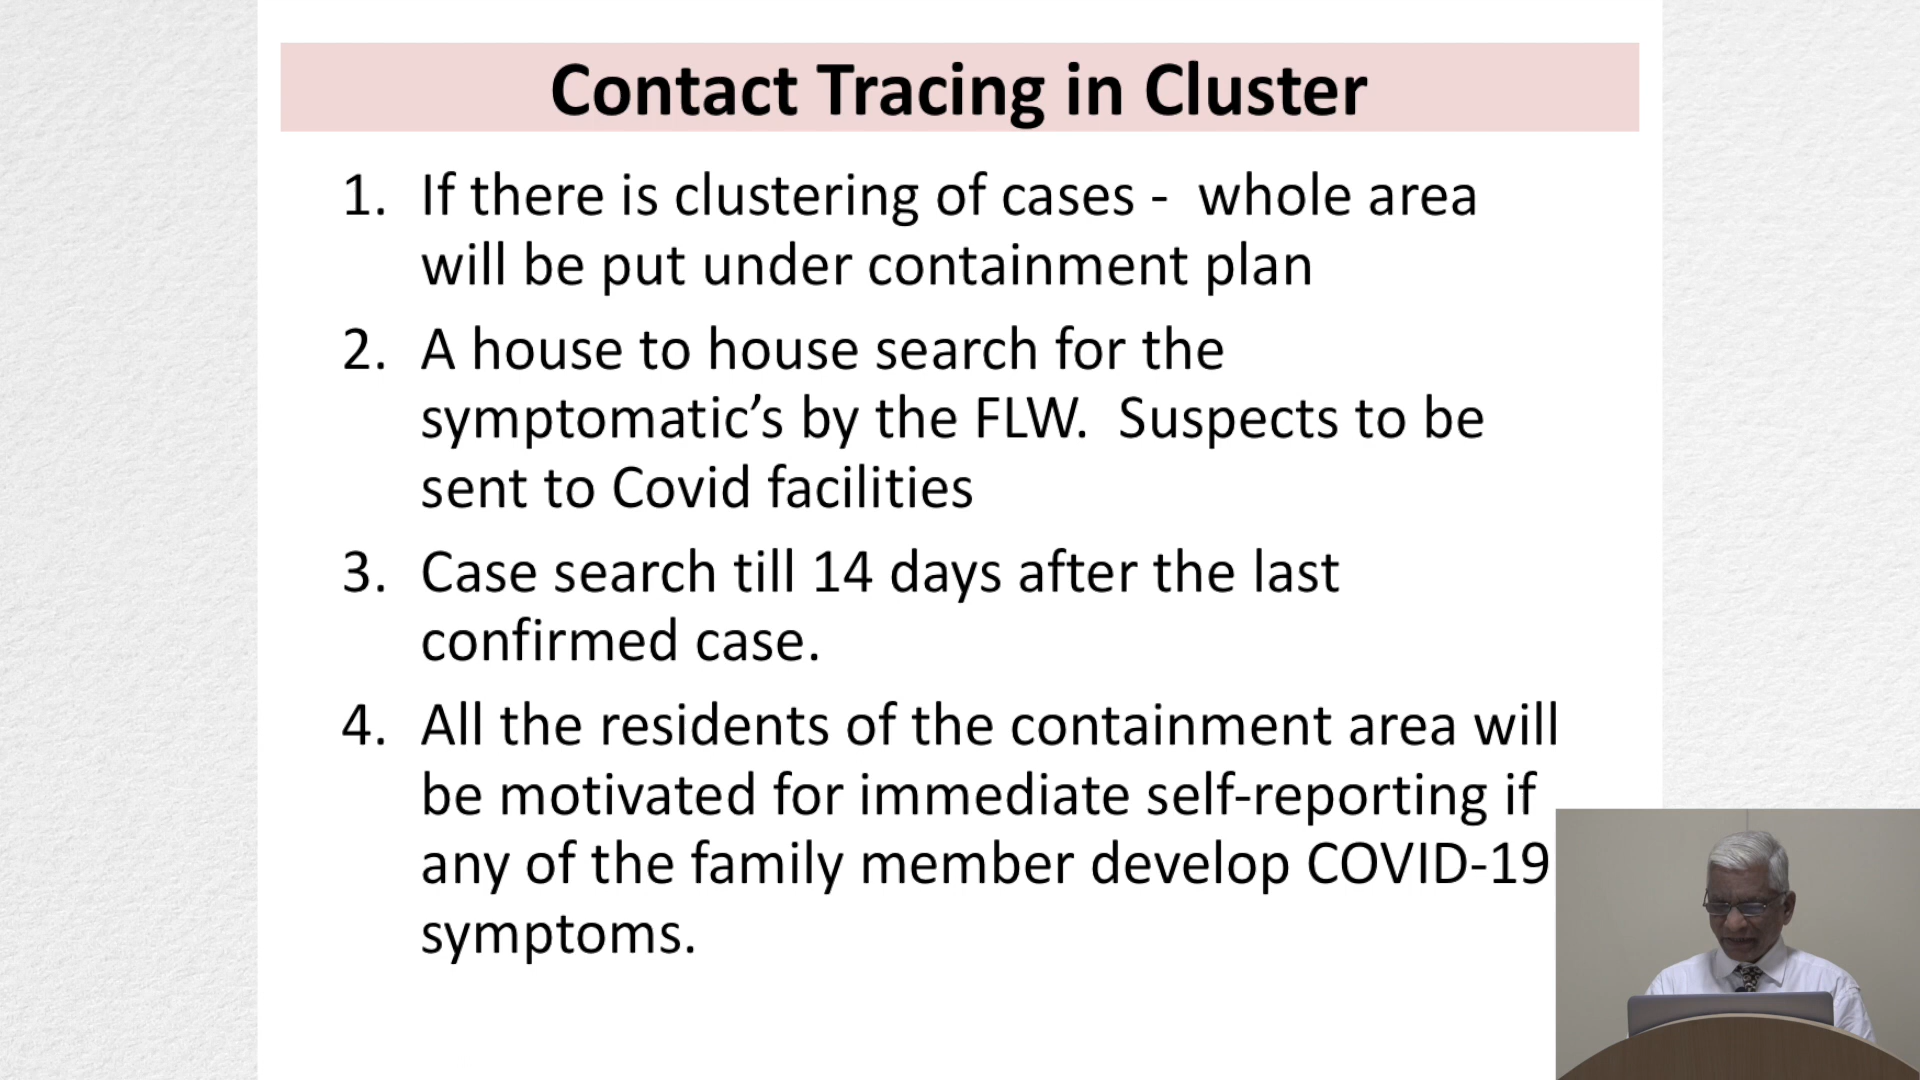 Contact Tracing in Cluster
1. If there is clustering of cases -  whole area
will be put under containment plan
2. A house to house search for the
symptomatic’s by the FLW.  Suspects to be
sent to Covid facilities
3. Case search till 14 days after the last
confirmed case.
4. All the residents of the containment area will
be motivated for immediate self-reporting if
any of the family member develop COVID-19
symptoms.